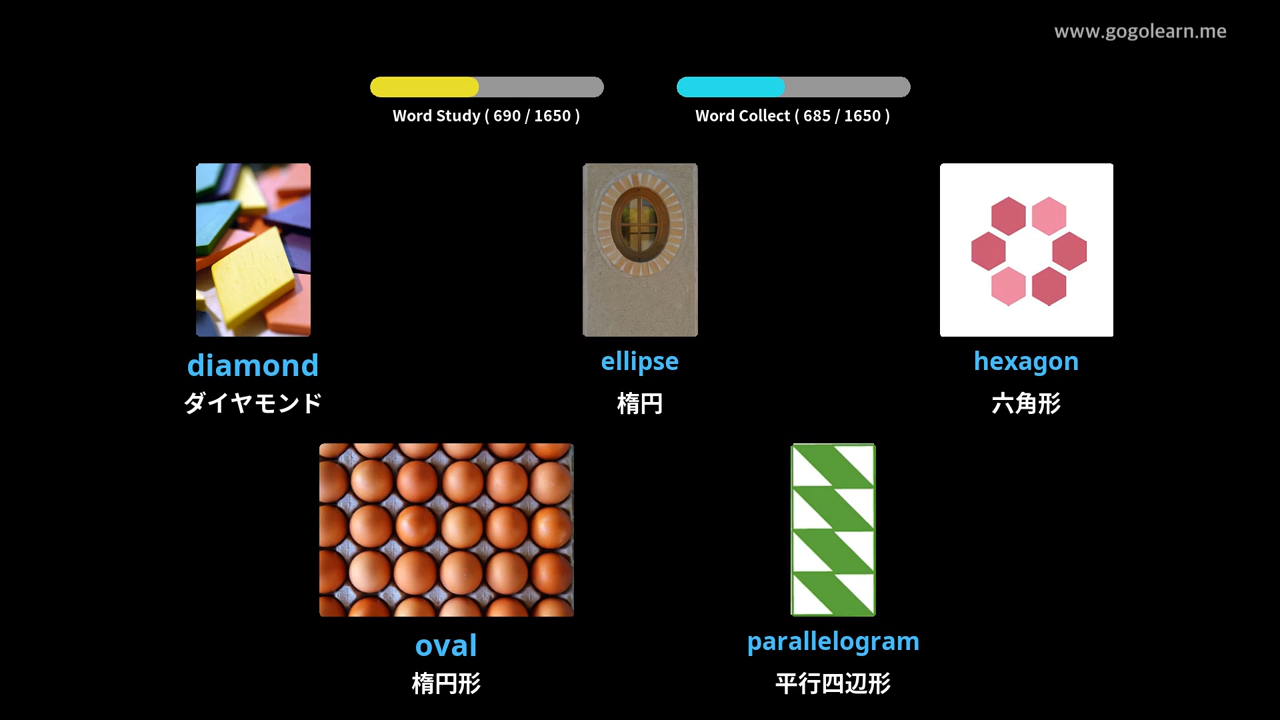 www.gogolearn.me
Word Study ( 690 / 1650 )
Word Collect ( 685 / 1650 )
diamond
ダイヤモンド
ellipse
楕円
hexagon
六角形
oval
楕円形
parallelogram
平行四辺形